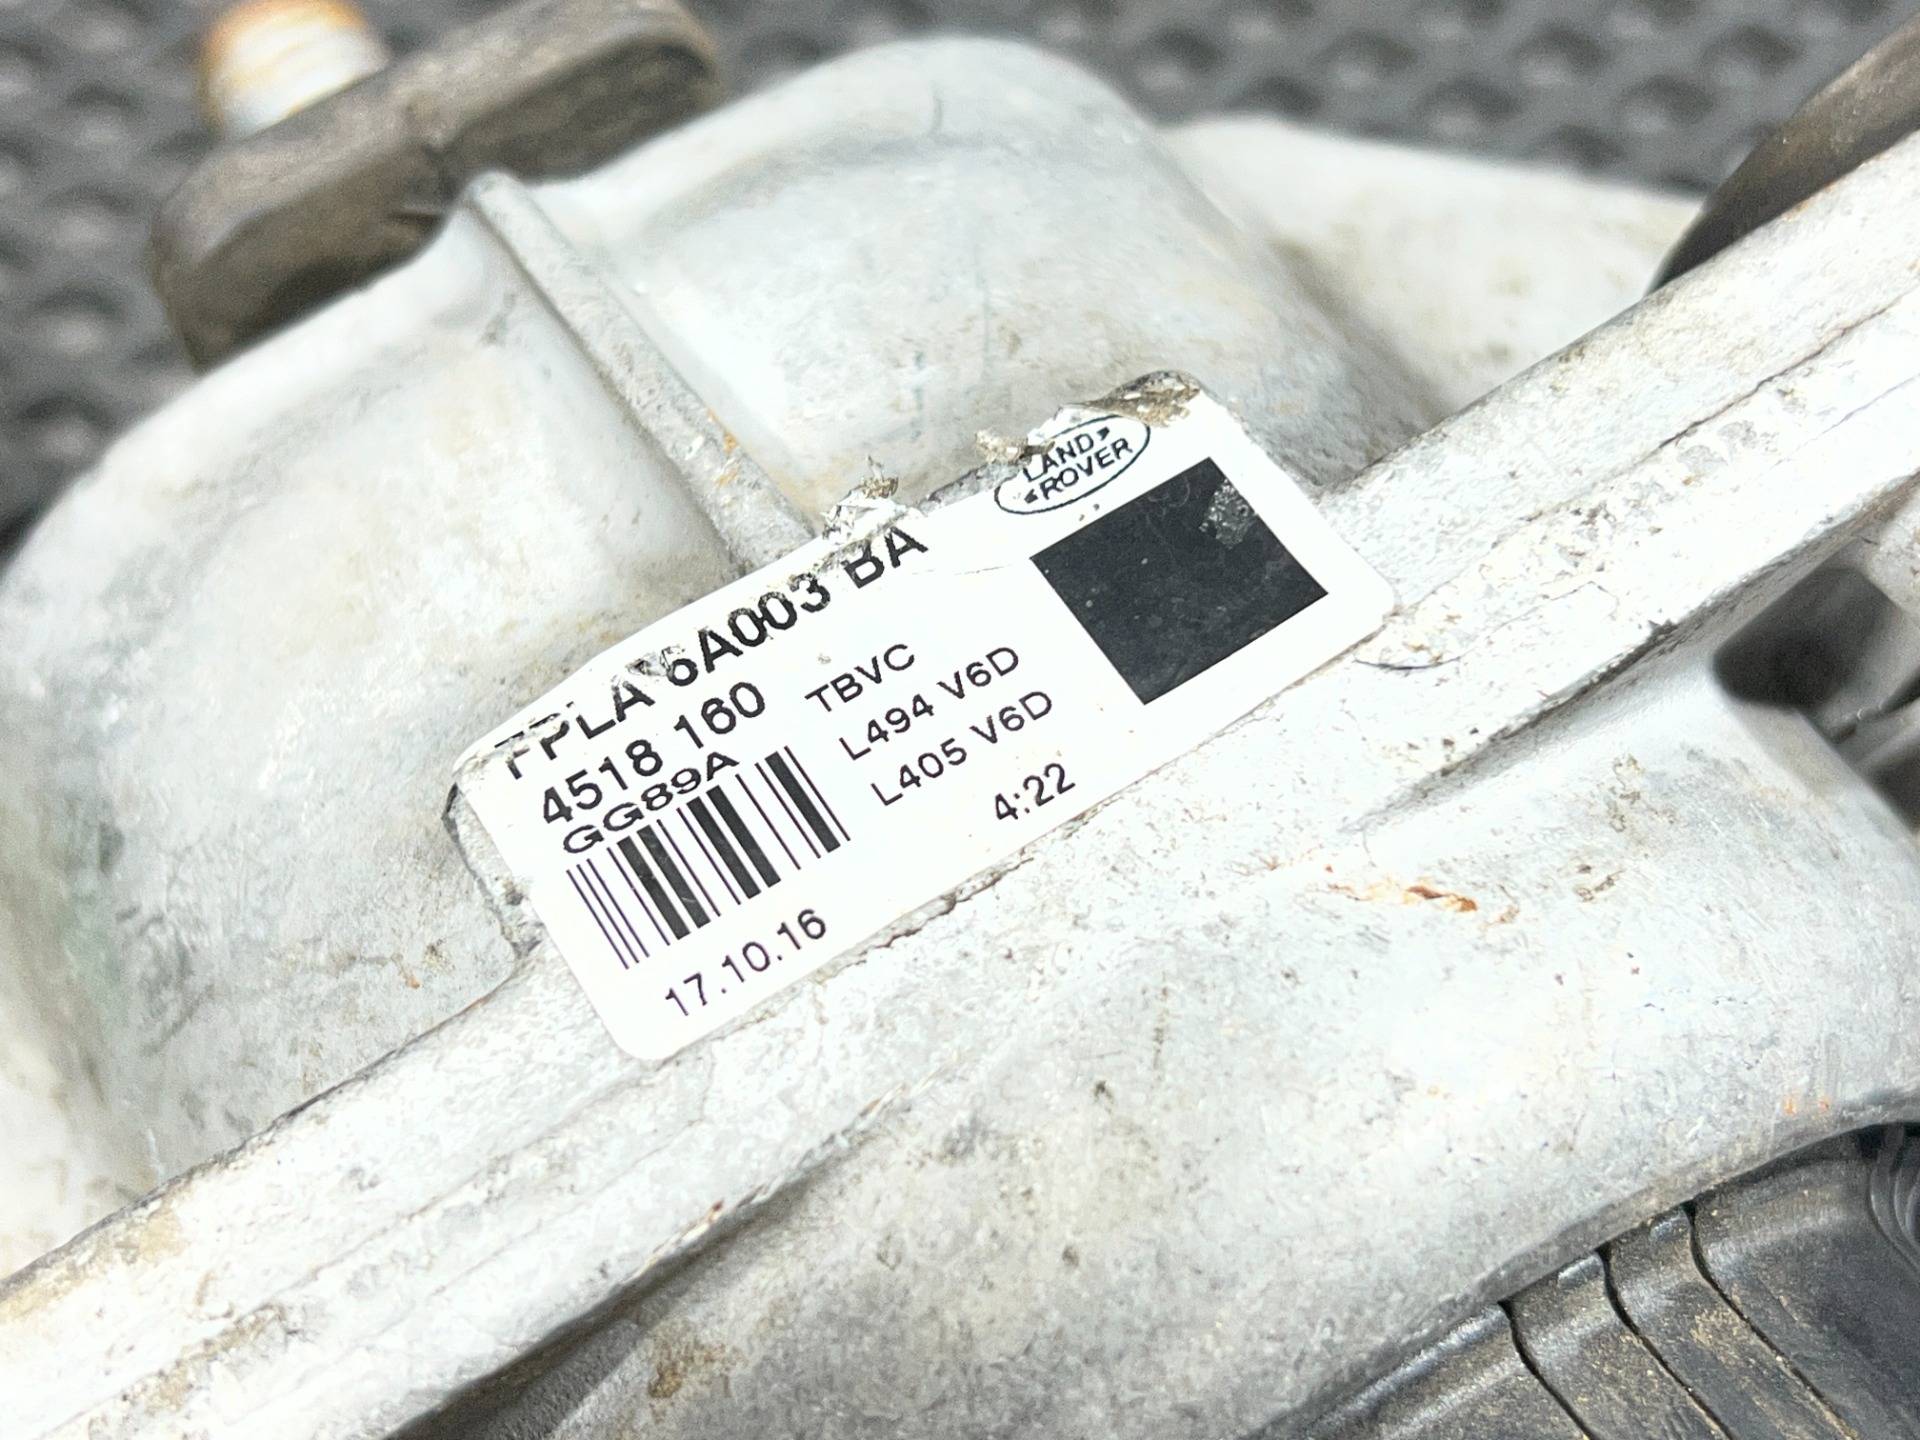 LAND
ROVER
FPLA 6A003 BA
4518 160
GG89A
TBVC
L494 V6D
L405 V6D
4:22
17.10.16